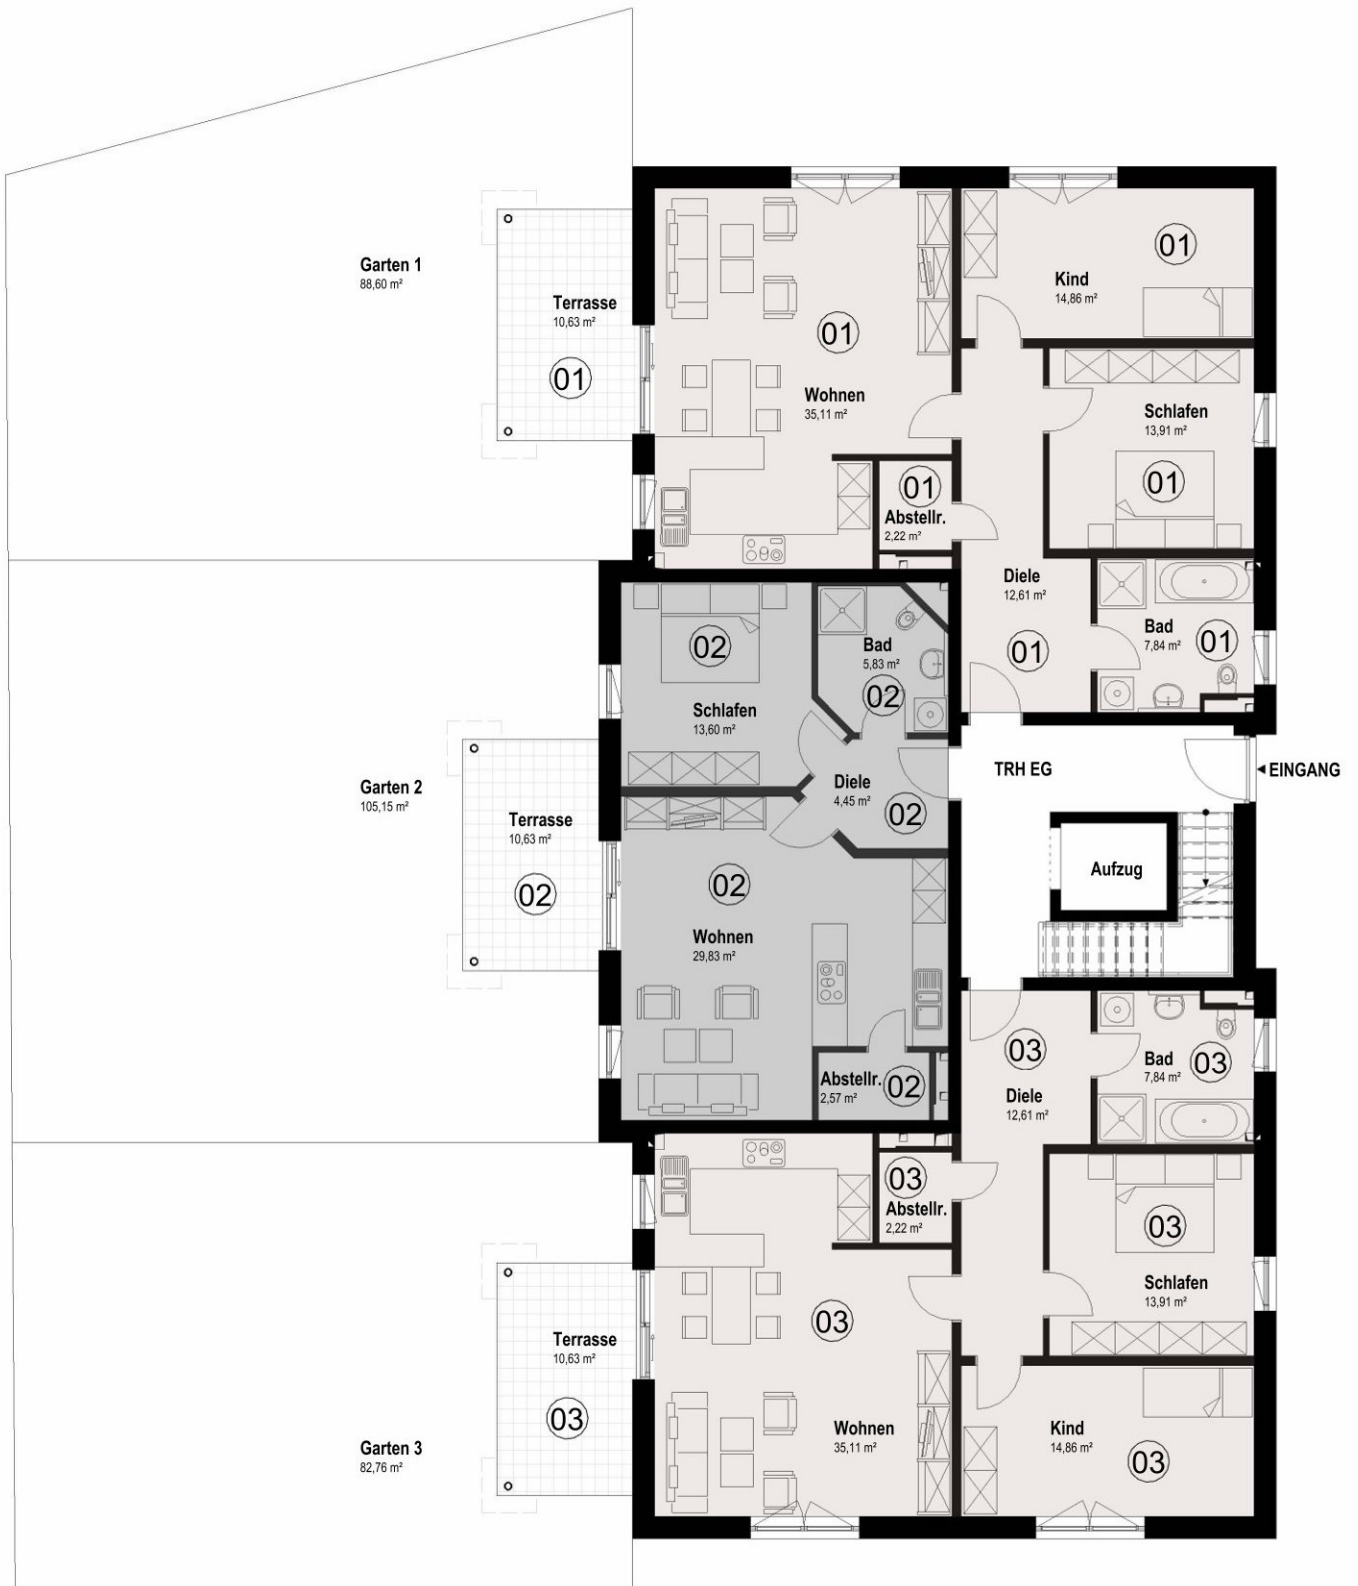 Garten 1
88,60 m²
Terrasse
10,63 m²
01
01
Wohnen
35,11 m²
01
Kind
14,86 m²
Schlafen
13,91 m²
01
01
Abstellr.
2,22 m²
Diele
12,61 m²
01
Bad
7,84 m²
01
02
Schlafen
13,60 m²
Bad
5,83 m²
02
Diele
4,45 m²
02
TRH EG
EINGANG
Aufzug
Garten 2
105,15 m²
Terrasse
10,63 m²
02
02
Wohnen
29,83 m²
Abstellr.
2,57 m²
02
03
Diele
12,61 m²
Bad
7,84 m²
03
03
Abstellr.
2,22 m²
03
Schlafen
13,91 m²
Terrasse
10,63 m²
03
03
Wohnen
35,11 m²
Kind
14,86 m²
03
Garten 3
82,76 m²